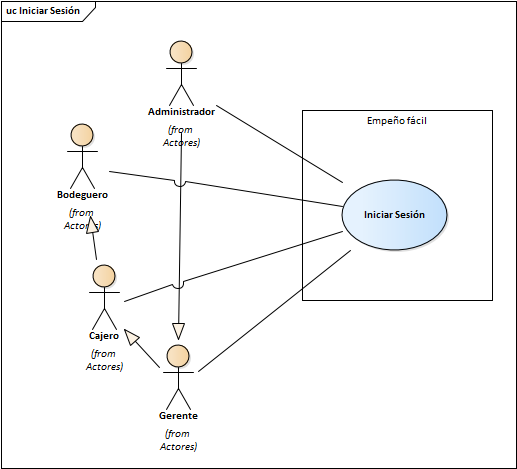 uc Iniciar Sesión
Administrador
(from
Actores)
Empeño fácil
Bodeguero
(from
Actores)
Iniciar Sesión
Cajero
(from
Actores)
Gerente
(from
Actores)